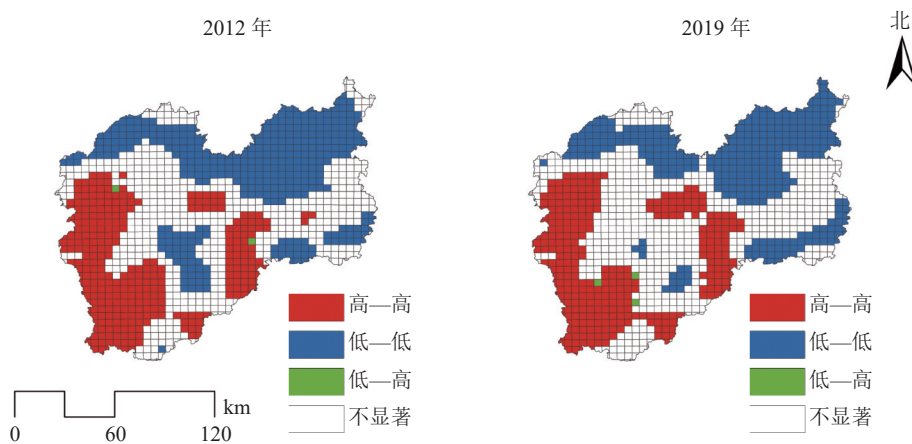 2012 年
2019 年
北
高—高
低—低
低—高
不显著
高—高
低—低
低—高
不显著
km
0 60 120